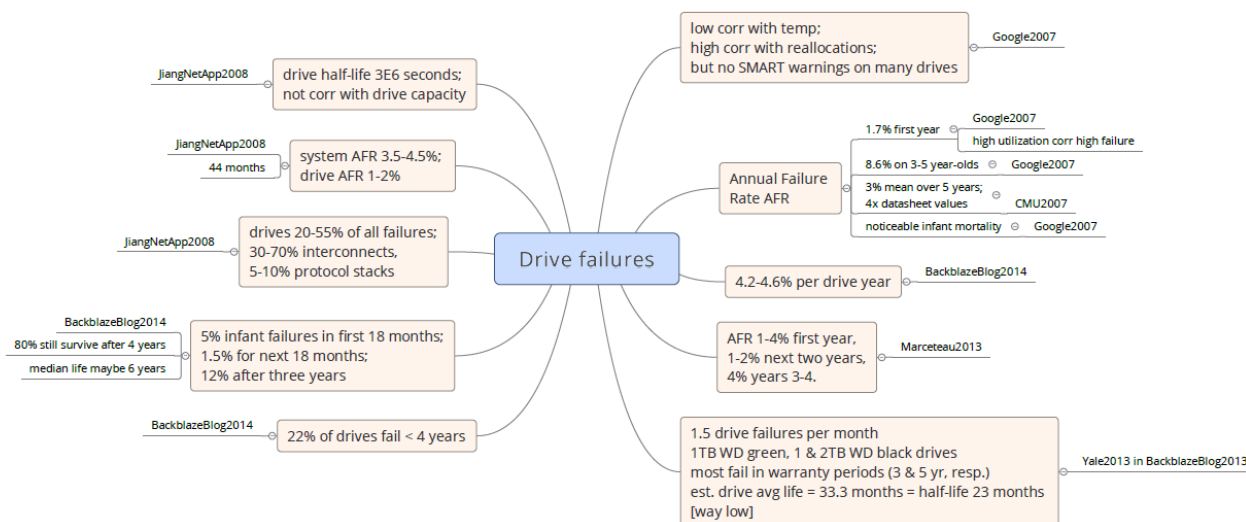 Drive failures
low corr with temp;
high corr with reallocations;
but no SMART warnings on many drives
Google2007
Annual Failure
Rate AFR
1.7% first year
Google2007
high utilization corr high failure
8.6% on 3-5 year-olds
Google2007
3% mean over 5 years;
4x datasheet values
CMU2007
noticeable infant mortality
Google2007
4.2-4.6% per drive year
BackblazeBlog2014
AFR 1-4% first year,
1-2% next two years,
4% years 3-4.
Marceteau2013
1.5 drive failures per month
1TB WD green, 1 & 2TB WD black drives
most fail in warranty periods (3 & 5 yr, resp.)
est. drive avg life = 33.3 months = half-life 23 months
[way low]
Yale2013 in BackblazeBlog2013
drive half-life 3E6 seconds;
not corr with drive capacity
JiangNetApp2008
system AFR 3.5-4.5%;
drive AFR 1-2%
JiangNetApp2008
44 months
drives 20-55% of all failures;
30-70% interconnects,
5-10% protocol stacks
JiangNetApp2008
5% infant failures in first 18 months;
1.5% for next 18 months;
12% after three years
BackblazeBlog2014
80% still survive after 4 years
median life maybe 6 years
22% of drives fail < 4 years
BackblazeBlog2014